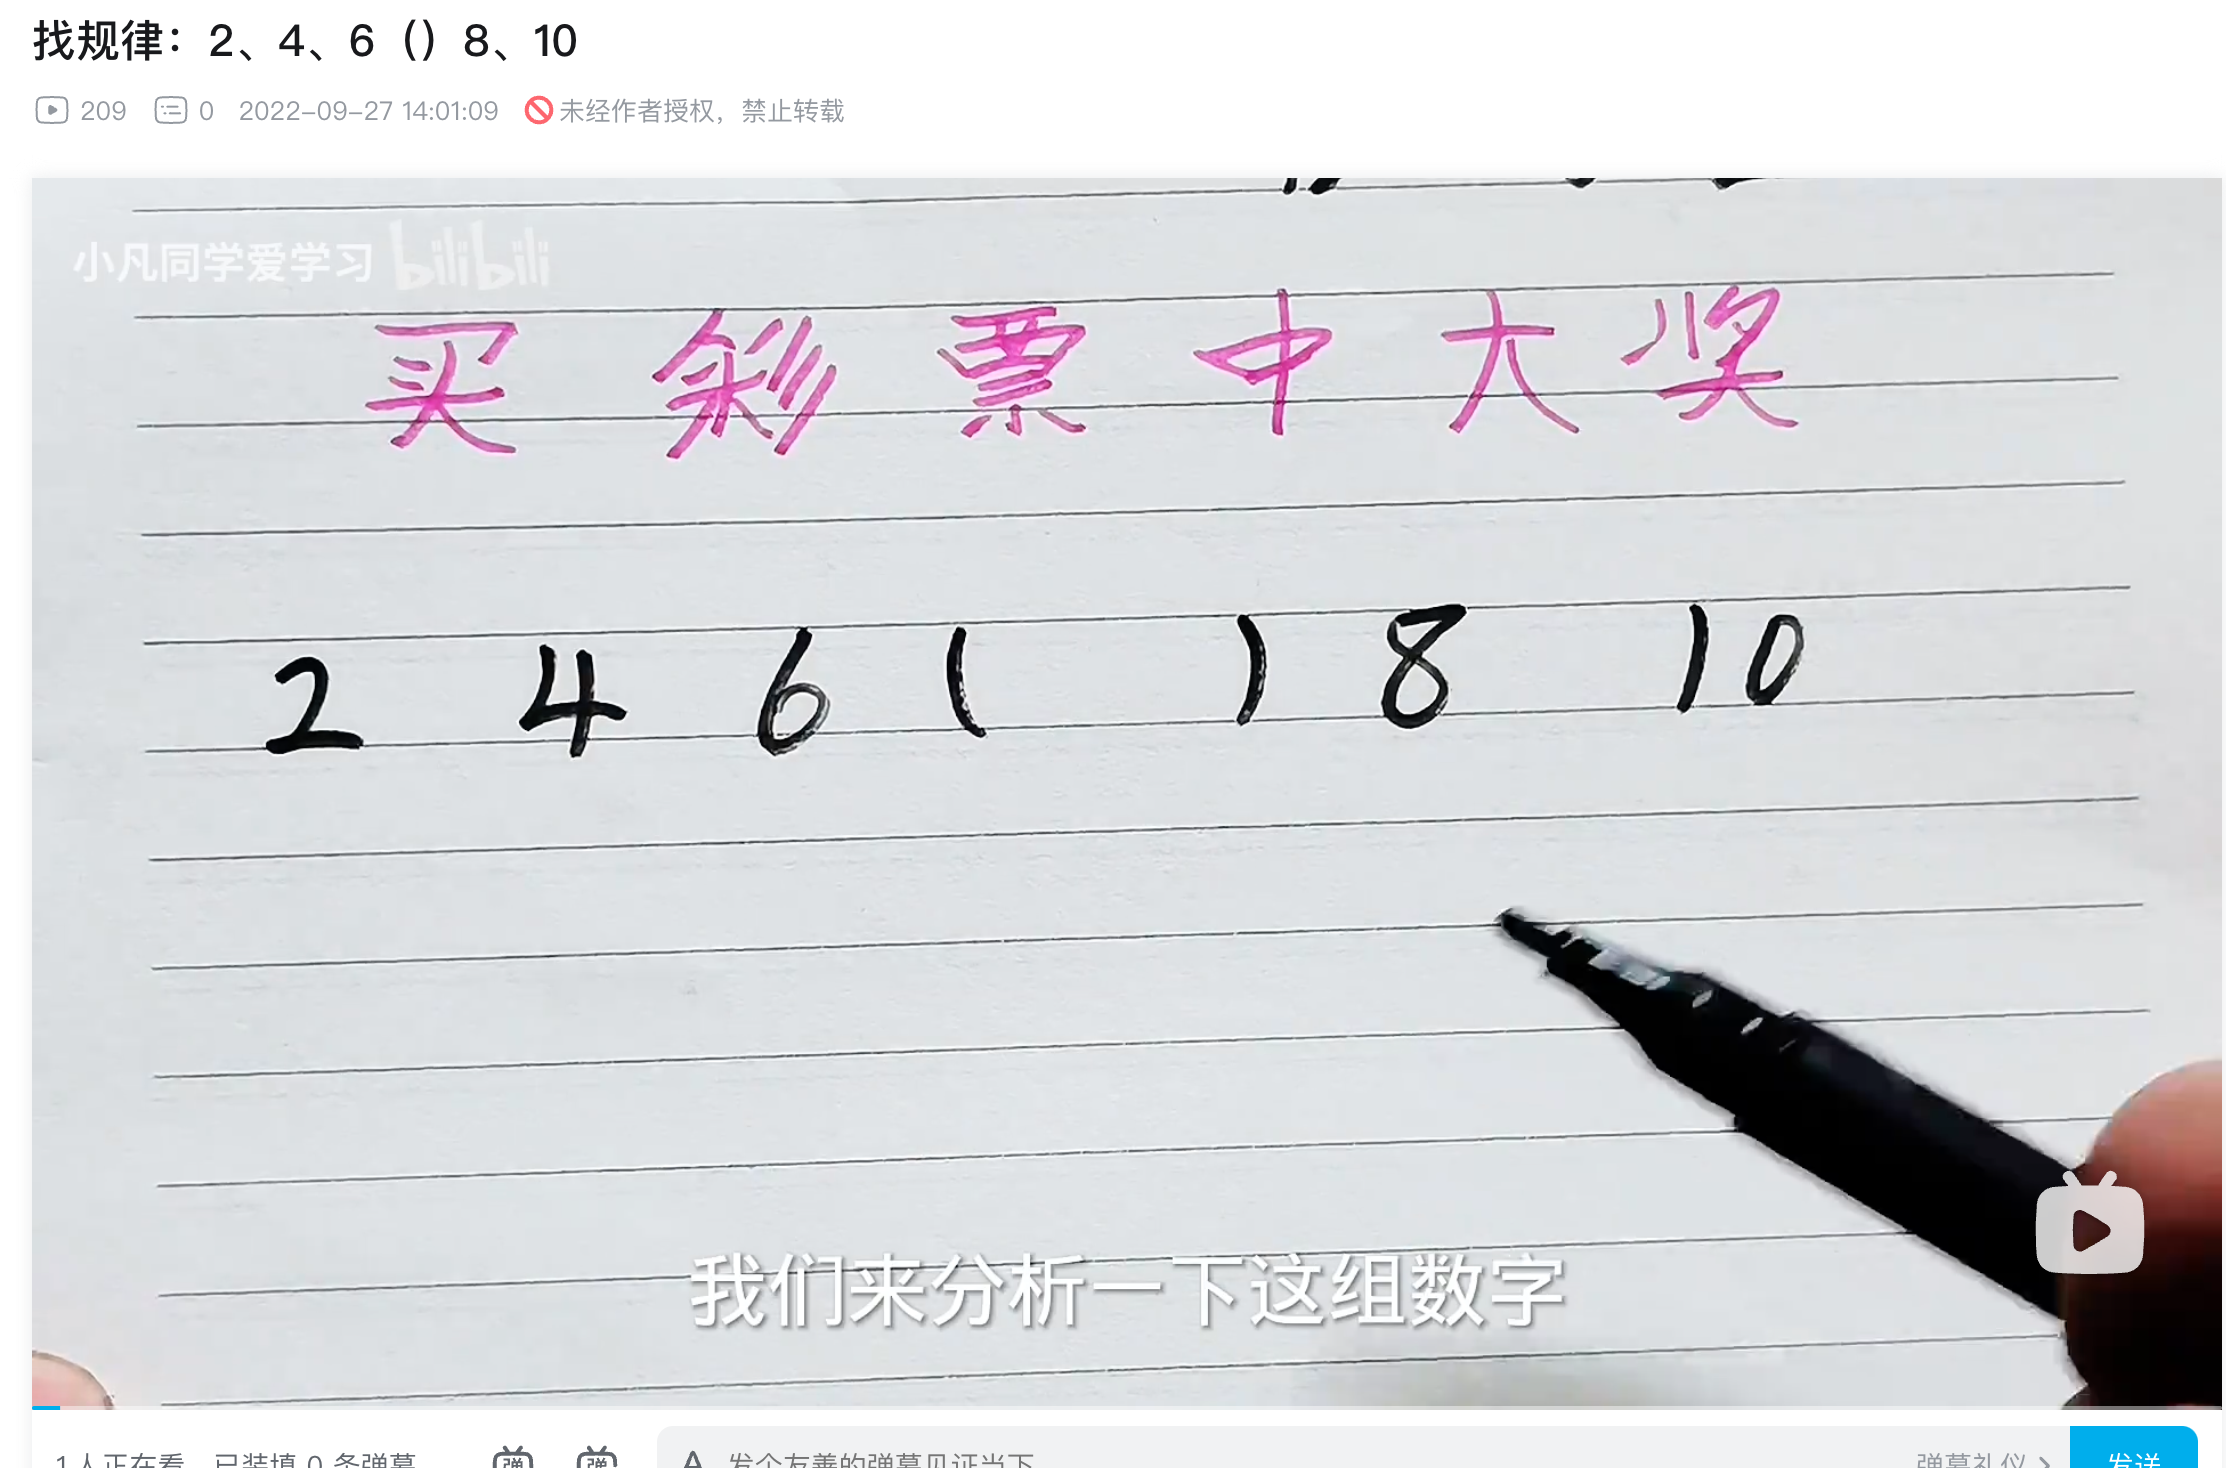 找规律：2、4、6（）8、10
209 0 2022-09-27 14:01:09 未经作者授权，禁止转载
小凡同学爱学习 bilibili
买彩票中大奖
2 4 6 ( ) 8 10
我们来分析一下这组数字
1人正在看，已装填 0 条弹幕 弹 弹 A 发个友善的弹幕见证当下 弹幕礼仪 > 发送